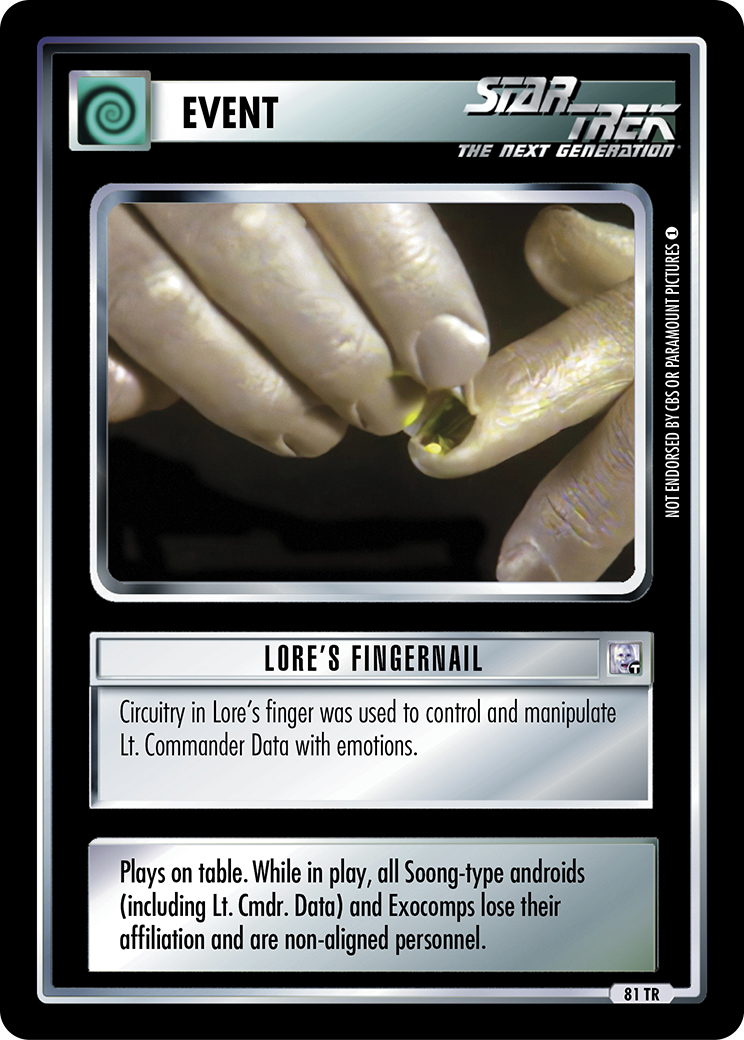 EVENT
STAR TREK
THE NEXT GENERATION
NOT ENDORSED BY CBS OR PARAMOUNT PICTURES 1
LORE'S FINGERNAIL
T
Circuitry in Lore's finger was used to control and manipulate
Lt. Commander Data with emotions.
Plays on table. While in play, all Soong-type androids
(including Lt. Cmdr. Data) and Exocomps lose their
affiliation and are non-aligned personnel.
81 TR